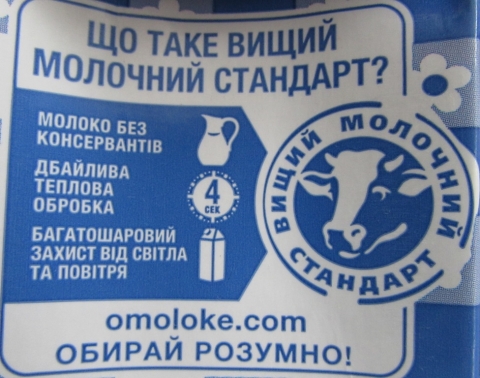 ЩО ТАКЕ ВИЩИЙ
МОЛОЧНИЙ СТАНДАРТ?
МОЛОКО БЕЗ
КОНСЕРВАНТІВ
ДБАЙЛИВА
ТЕПЛОВА
ОБРОБКА
4
СЕК
БАГАТОШАРОВИЙ
ЗАХИСТ ВІД СВІТЛА
ТА ПОВІТРЯ
ВИЩИЙ МОЛОЧНИЙ
СТАНДАРТ
omoloke.com
ОБИРАЙ РОЗУМНО!